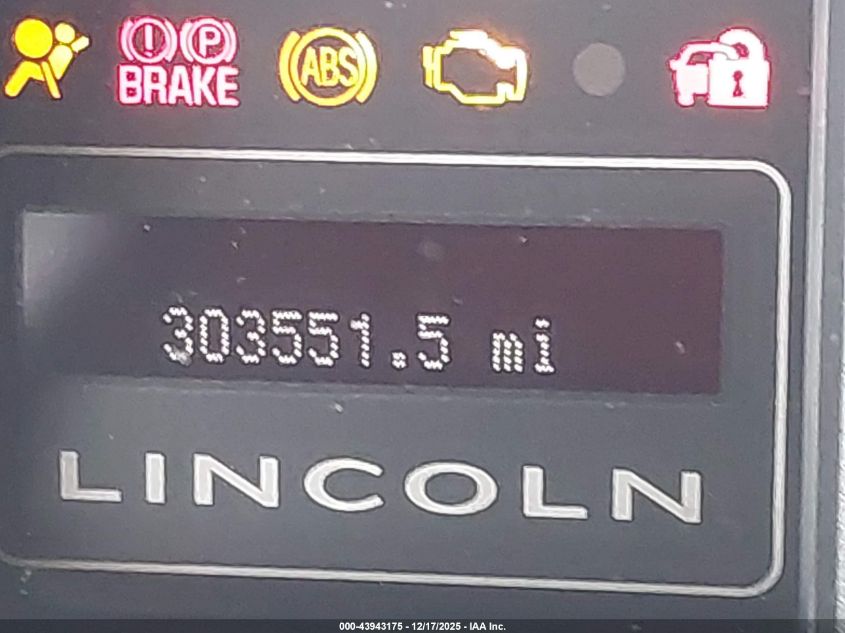 ! P ABS
BRAKE
303551.5 mi
LINCOLN
000-43943175 - 12/17/2025 - IAA Inc.